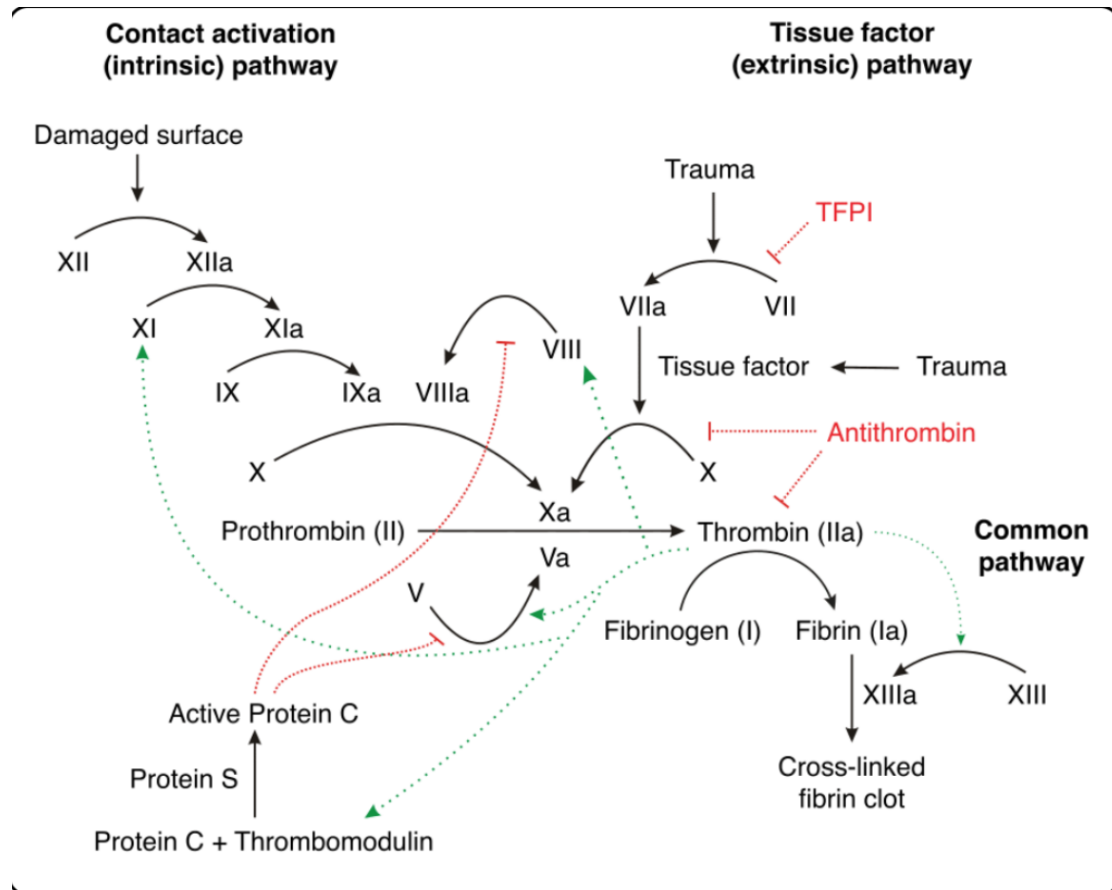 Contact activation
(intrinsic) pathway
Tissue factor
(extrinsic) pathway
Damaged surface
Trauma
TFPI
XII
XIIa
VIIa
VII
XI
XIa
VIII
Tissue factor
Trauma
IX
IXa
VIIIa
Antithrombin
X
X
Xa
Prothrombin (II)
Thrombin (IIa)
Common
pathway
Va
V
Fibrinogen (I)
Fibrin (Ia)
XIIIa
XIII
Active Protein C
Cross-linked
fibrin clot
Protein S
Protein C + Thrombomodulin